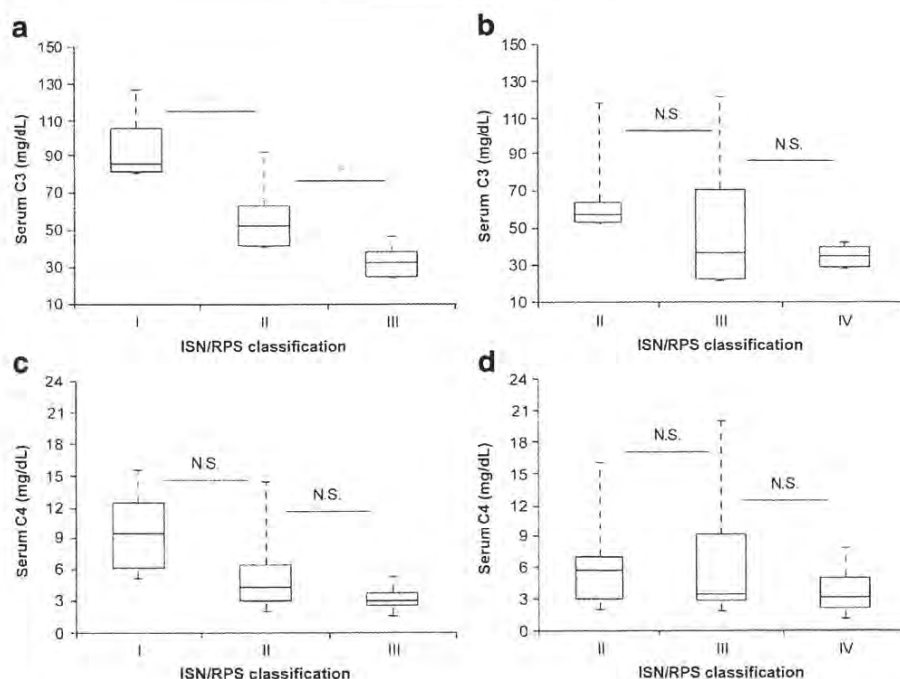 a
150
130
110
90
70
50
30
10
Serum C3 (mg/dL)
I II III
ISN/RPS classification
b
150
130
110
90
70
50
30
10
Serum C3 (mg/dL)
N.S.
N.S.
II III IV
ISN/RPS classification
c
24
21
18
15
12
9
6
3
0
Serum C4 (mg/dL)
N.S.
N.S.
I II III
ISN/RPS classification
d
24
21
18
15
12
9
6
3
0
Serum C4 (mg/dL)
N.S.
N.S.
II III IV
ISN/RPS classification